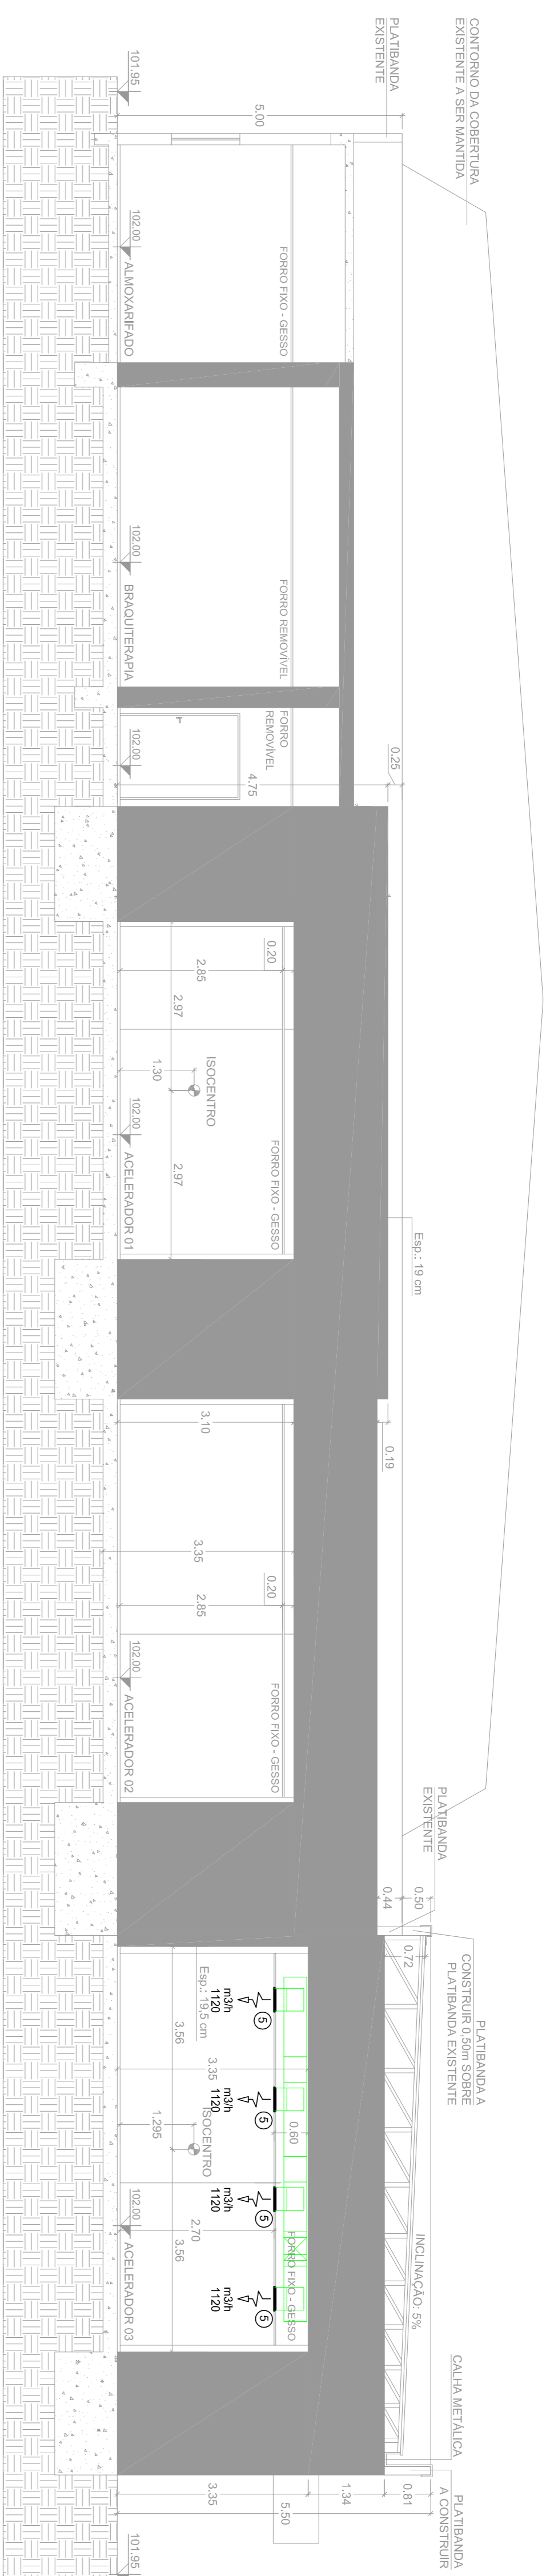 CONTORNO DA COBERTURA
EXISTENTE A SER MANTIDA
PLATIBANDA
EXISTENTE
101.95
5.00
102.00
ALMOXARIFADO
FORRO FIXO - GESSO
102.00
BRAQUITERAPIA
FORRO REMOVÍVEL
FORRO
REMOVÍVEL
102.00
4.75
0.25
0.20
2.85
2.97
1.30
ISOCENTRO
102.00
ACELERADOR 01
2.97
FORRO FIXO - GESSO
Esp.: 19 cm
0.19
3.10
3.35
0.20
2.85
102.00
ACELERADOR 02
FORRO FIXO - GESSO
PLATIBANDA
EXISTENTE
0.44
0.50
0.72
PLATIBANDA A
CONSTRUIR 0,50m SOBRE
PLATIBANDA EXISTENTE
Esp.: 19,5 cm
3.56
3.35
1.295
ISOCENTRO
0.60
5
m3/h
1120
5
m3/h
1120
5
m3/h
1120
5
m3/h
1120
102.00
ACELERADOR 03
2.70
3.56
FORRO FIXO - GESSO
INCLINAÇÃO: 5%
CALHA METÁLICA
PLATIBANDA
A CONSTRUIR
0.81
1.34
3.35
5.50
101.95